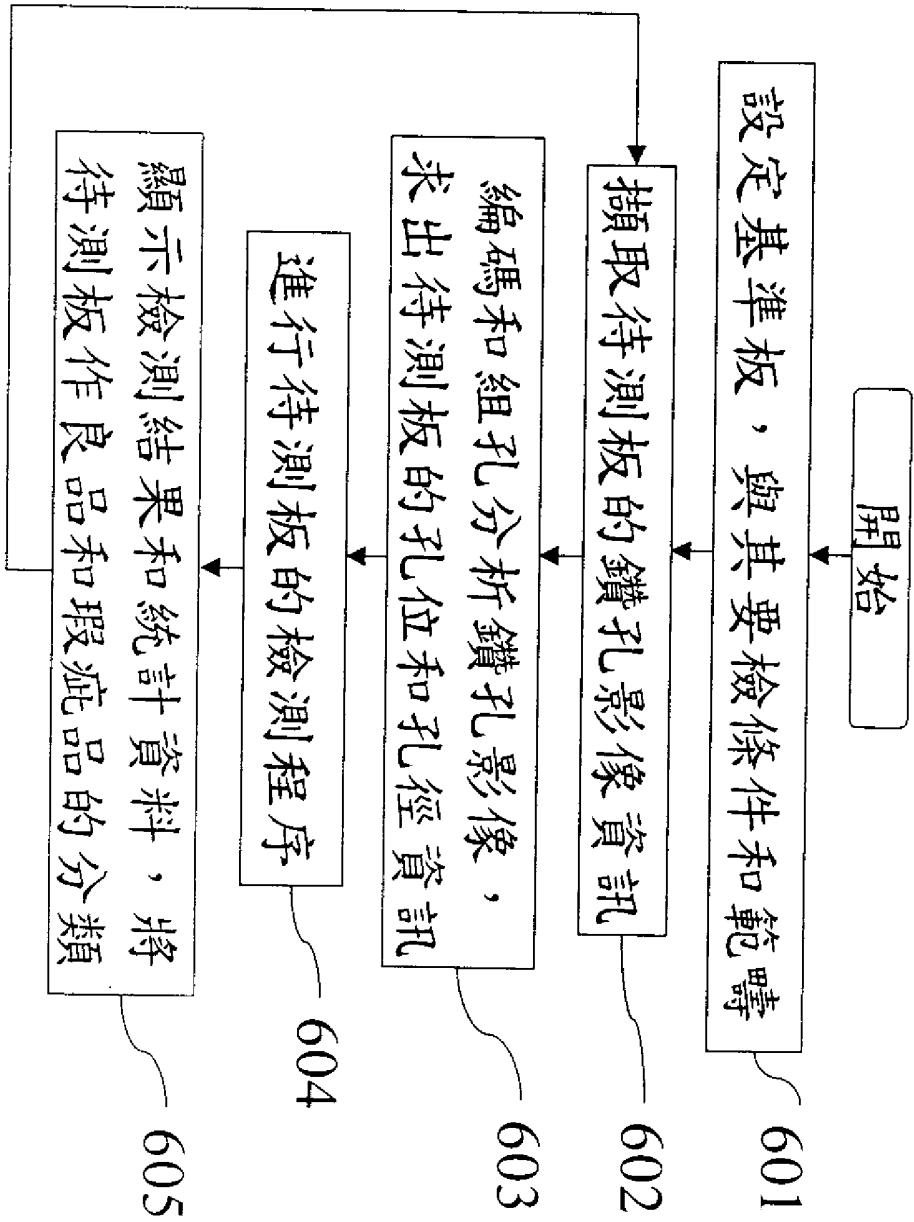 開始
設定基準板，與其要檢條件和範疇
601
擷取待測板的鑽孔影像資訊
602
編碼和組孔分析鑽孔影像，
求出待測板的孔位和孔徑資訊
603
進行待測板的檢測程序
604
顯示檢測結果和統計資料，將
待測板作良品和瑕疵品的分類
605